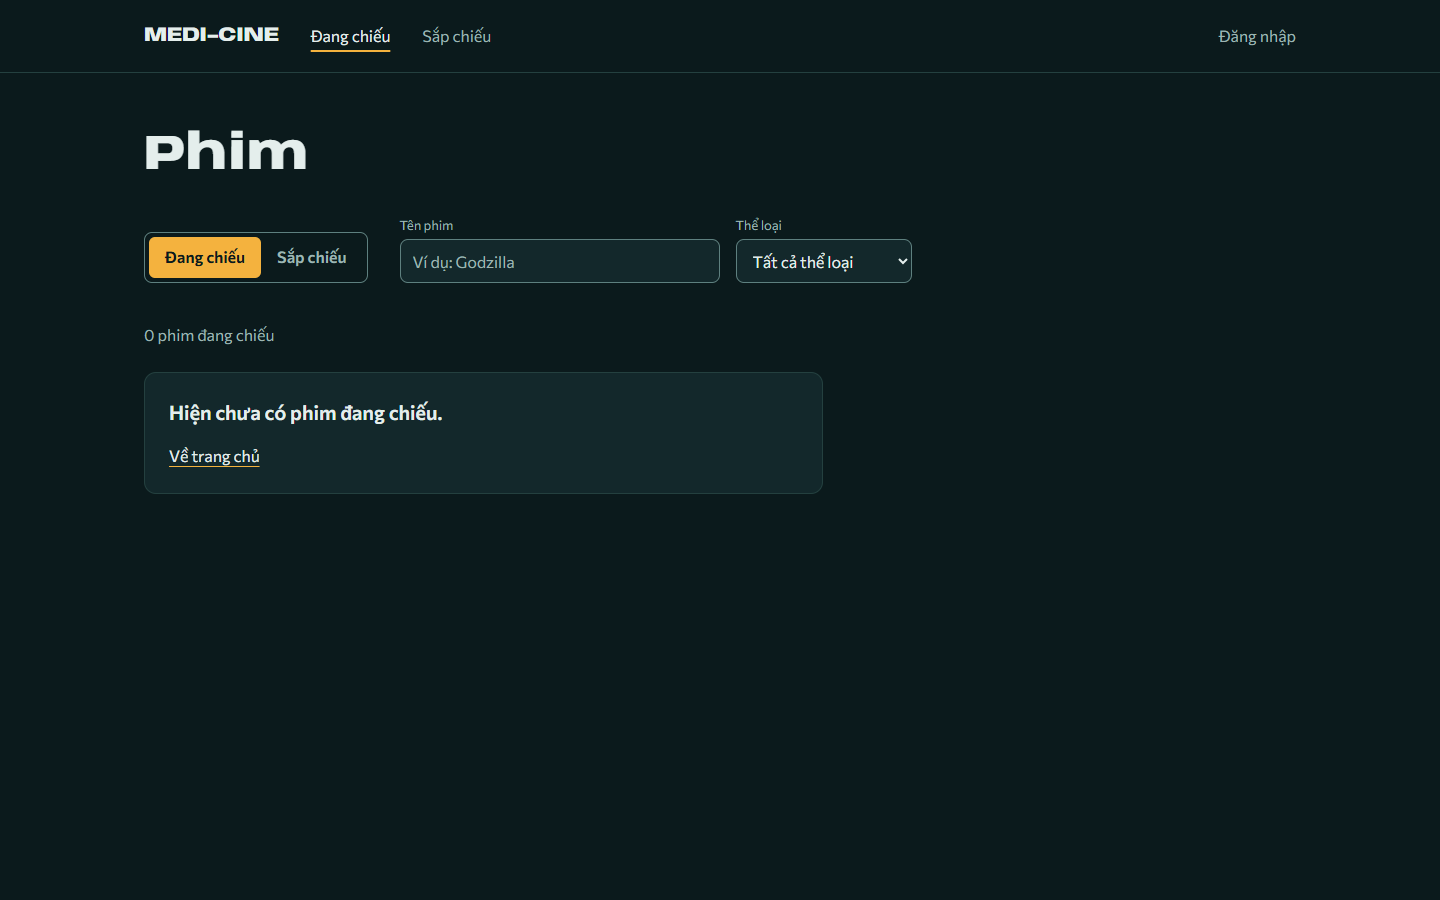 MEDI-CINE Đang chiếu Sắp chiếu Đăng nhập
Phim
Tên phim Thể loại
Đang chiếu Sắp chiếu Ví dụ: Godzilla Tất cả thể loại
0 phim đang chiếu
Hiện chưa có phim đang chiếu.
Về trang chủ